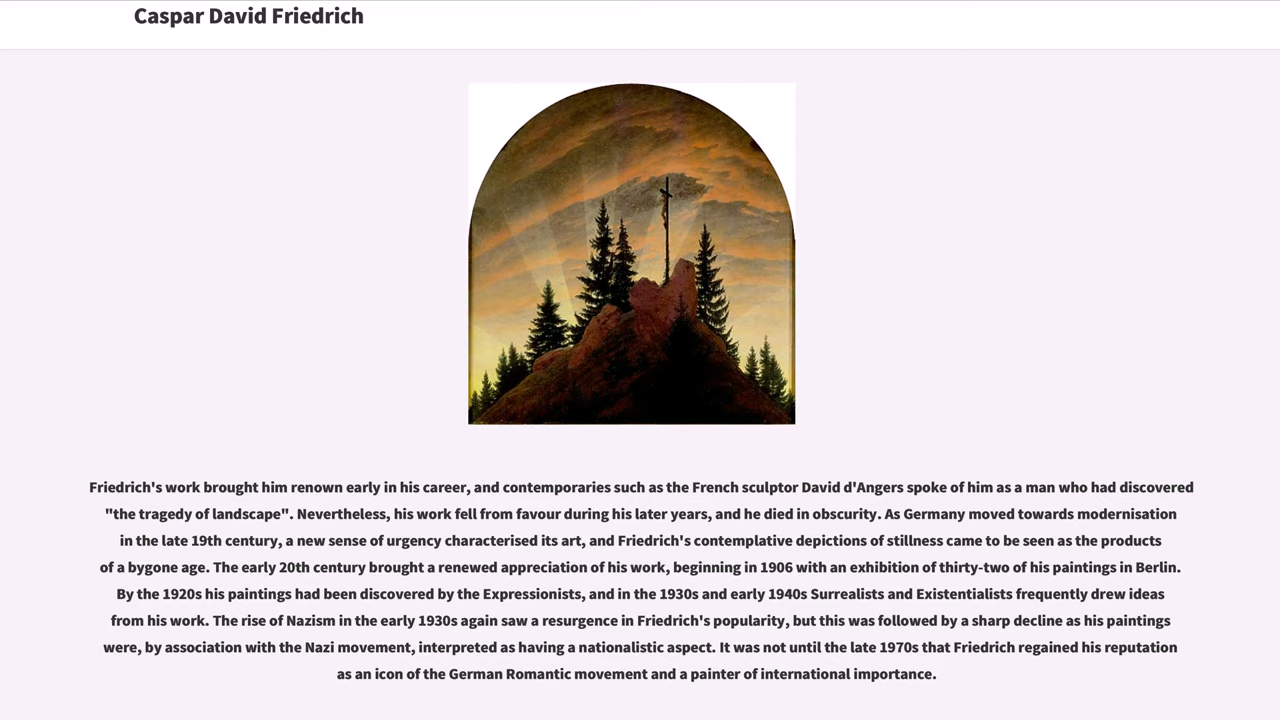 Caspar David Friedrich
Friedrich's work brought him renown early in his career, and contemporaries such as the French sculptor David d'Angers spoke of him as a man who had discovered
"the tragedy of landscape". Nevertheless, his work fell from favour during his later years, and he died in obscurity. As Germany moved towards modernisation
in the late 19th century, a new sense of urgency characterised its art, and Friedrich's contemplative depictions of stillness came to be seen as the products
of a bygone age. The early 20th century brought a renewed appreciation of his work, beginning in 1906 with an exhibition of thirty-two of his paintings in Berlin.
By the 1920s his paintings had been discovered by the Expressionists, and in the 1930s and early 1940s Surrealists and Existentialists frequently drew ideas
from his work. The rise of Nazism in the early 1930s again saw a resurgence in Friedrich's popularity, but this was followed by a sharp decline as his paintings
were, by association with the Nazi movement, interpreted as having a nationalistic aspect. It was not until the late 1970s that Friedrich regained his reputation
as an icon of the German Romantic movement and a painter of international importance.